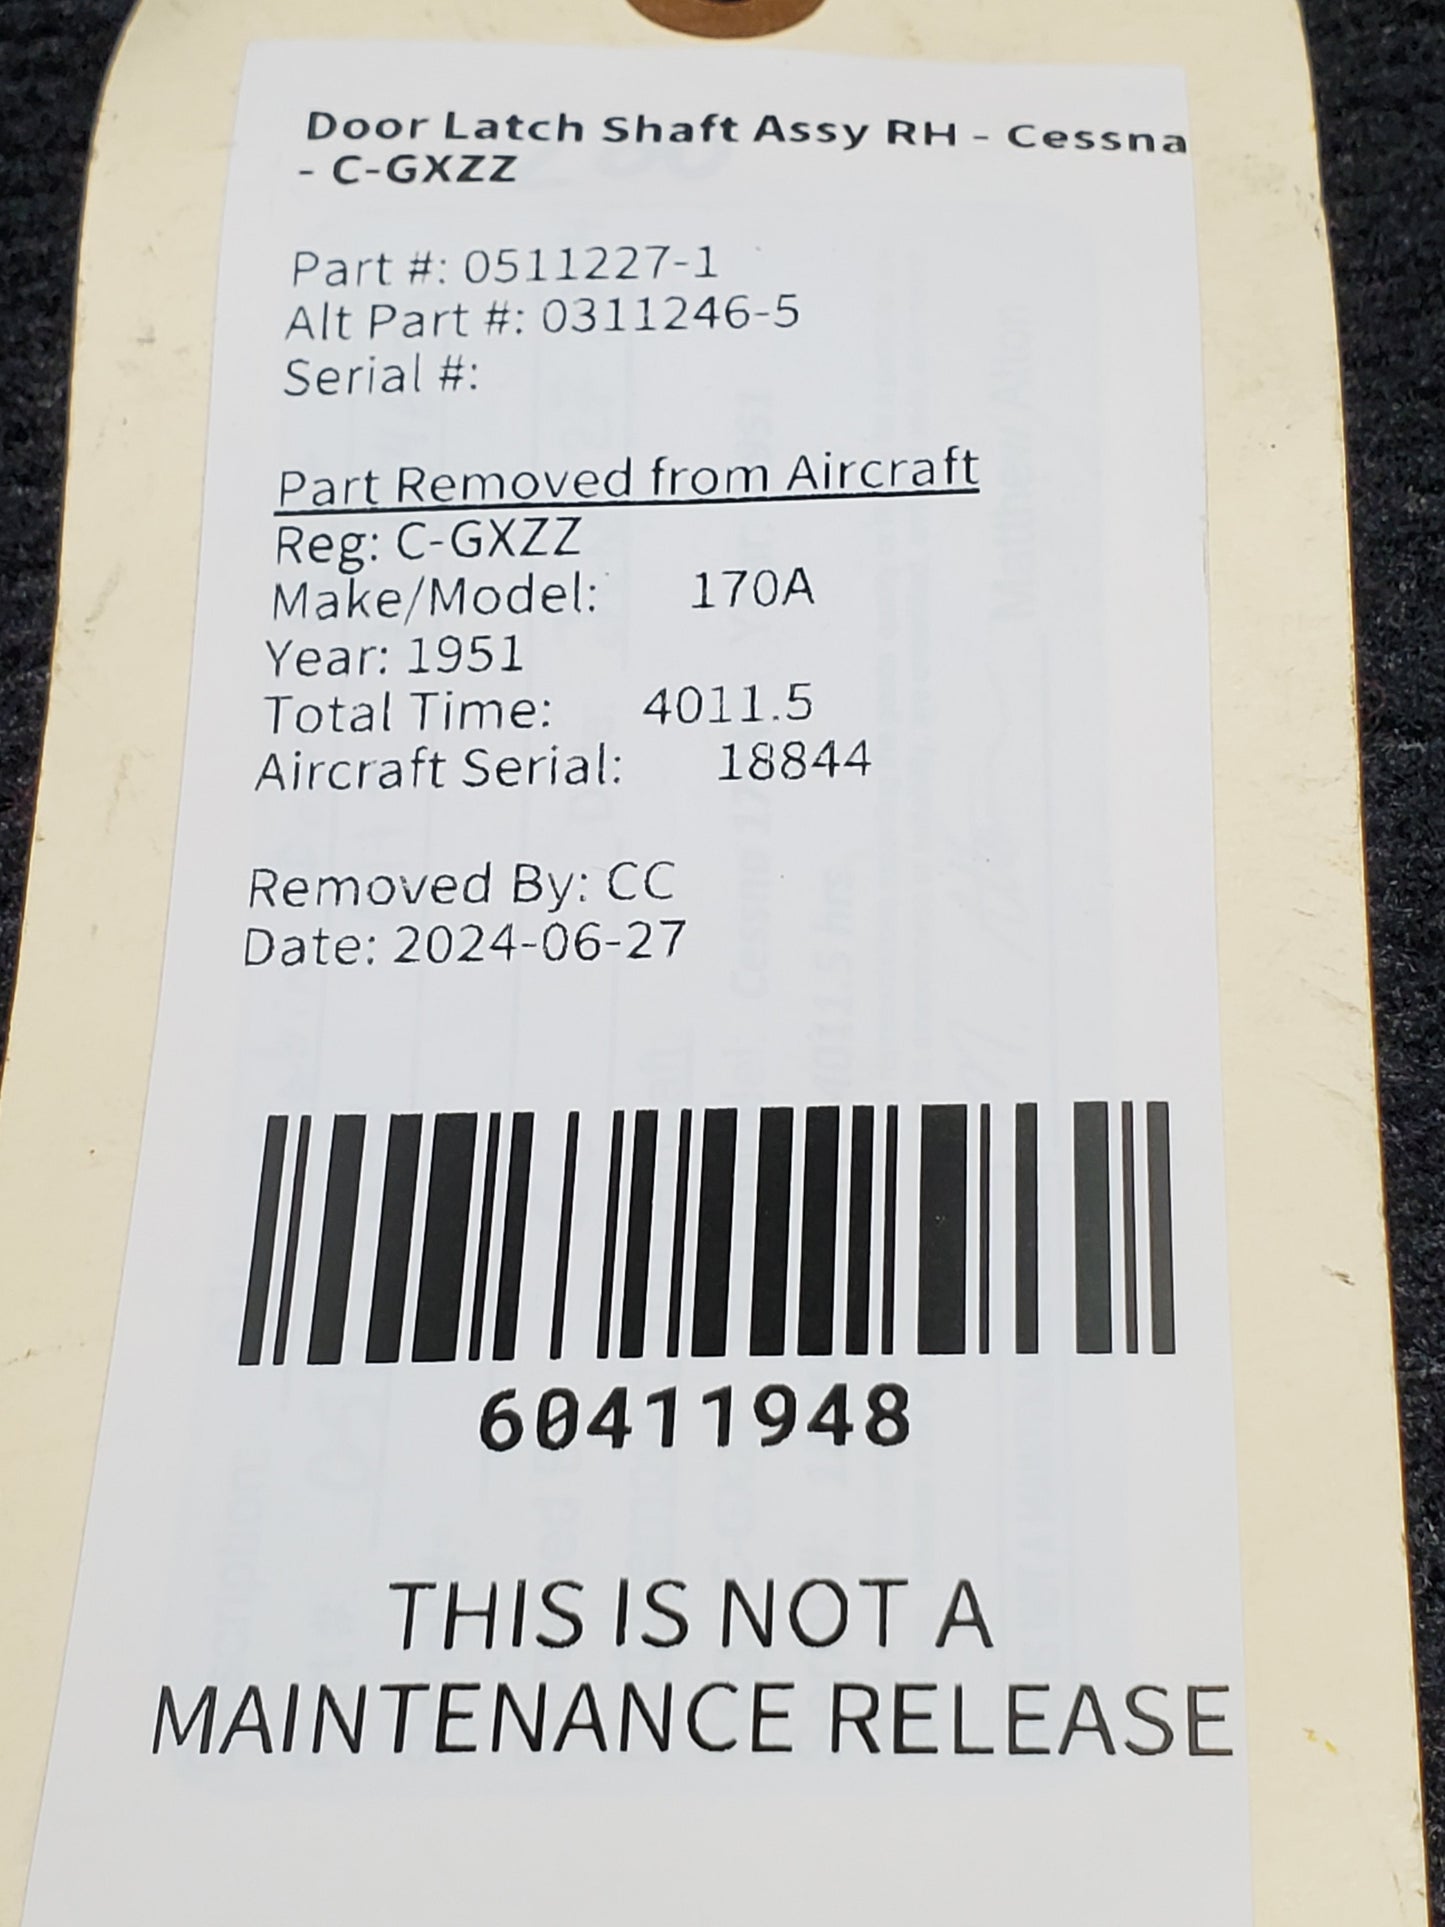 Door Latch Shaft Assy RH - Cessna
- C-GXZZ
Part #: 0511227-1
Alt Part #: 0311246-5
Serial #:
Part Removed from Aircraft
Reg: C-GXZZ
Make/Model: 170A
Year: 1951
Total Time: 4011.5
Aircraft Serial: 18844
Removed By: CC
Date: 2024-06-27
60411948
THIS IS NOT A
MAINTENANCE RELEASE